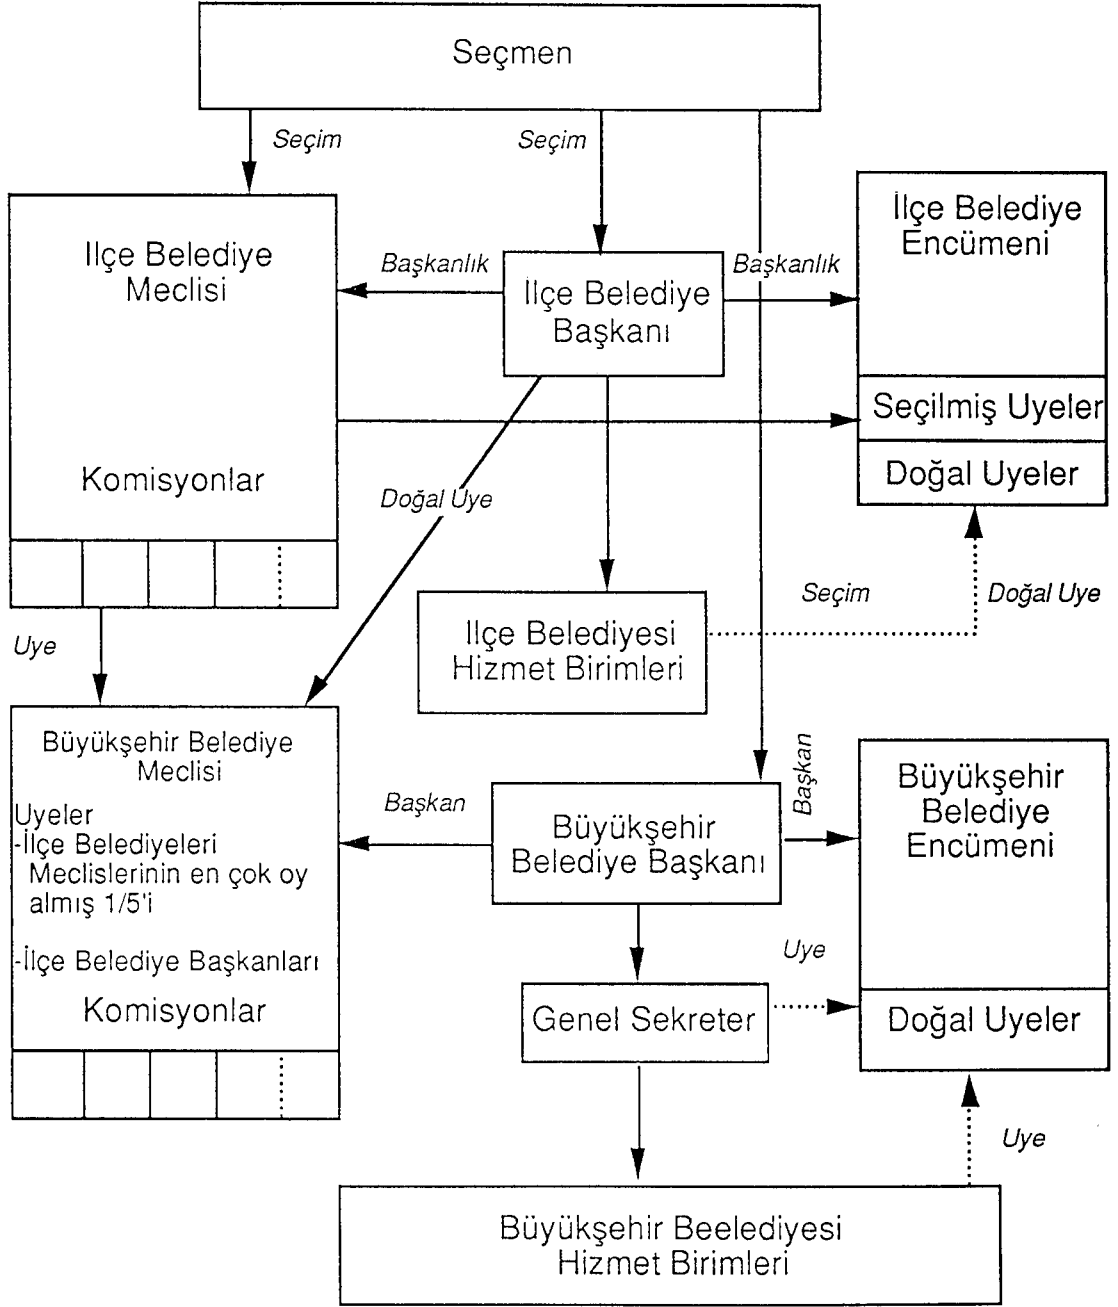 Seçmen
Seçim
Seçim
İlçe Belediye
Encümeni
Ilçe Belediye
Meclisi
Başkanlık
Başkanlık
İlçe Belediye
Başkanı
Seçilmiş Uyeler
Doğal Uyeler
Komisyonlar
Doğal Uye
Seçim
Doğal Uye
Ilçe Belediyesi
Hizmet Birimleri
Uye
Büyükşehir Belediye
Meclisi
Uyeler
-İlçe Belediyeleri
Meclislerinin en çok oy
almış 1/5'i
-İlçe Belediye Başkanları
Komisyonlar
Başkan
Başkan
Büyükşehir
Belediye Başkanı
Büyükşehir
Belediye
Encümeni
Uye
Genel Sekreter
Doğal Uyeler
Uye
Büyükşehir Beelediyesi
Hizmet Birimleri